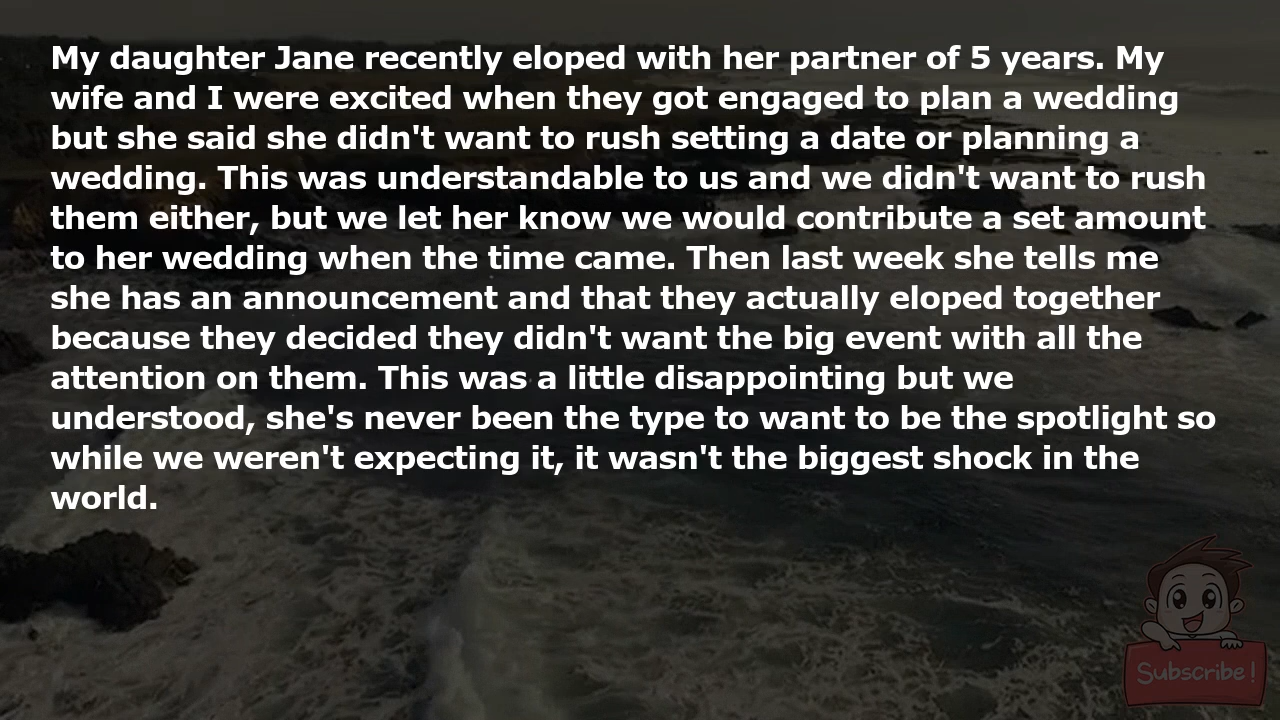 My daughter Jane recently eloped with her partner of 5 years. My
wife and I were excited when they got engaged to plan a wedding
but she said she didn't want to rush setting a date or planning a
wedding. This was understandable to us and we didn't want to rush
them either, but we let her know we would contribute a set amount
to her wedding when the time came. Then last week she tells me
she has an announcement and that they actually eloped together
because they decided they didn't want the big event with all the
attention on them. This was a little disappointing but we
understood, she's never been the type to want to be the spotlight so
while we weren't expecting it, it wasn't the biggest shock in the
world.
Subscribe!